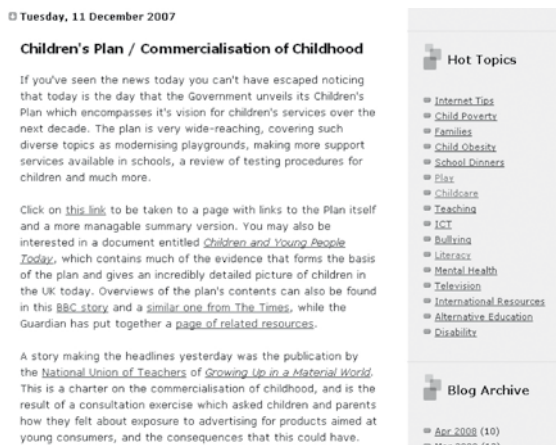 Tuesday, 11 December 2007
Children's Plan / Commercialisation of Childhood
If you've seen the news today you can't have escaped noticing
that today is the day that the Government unveils its Children's
Plan which encompasses it's vision for children's services over the
next decade. The plan is very wide-reaching, covering such
diverse topics as modernising playgrounds, making more support
services available in schools, a review of testing procedures for
children and much more.
Click on this link to be taken to a page with links to the Plan itself
and a more managable summary version. You may also be
interested in a document entitled Children and Young People
Today, which contains much of the evidence that forms the basis
of the plan and gives an incredibly detailed picture of children in
the UK today. Overviews of the plan's contents can also be found
in this BBC story and a similar one from The Times, while the
Guardian has put together a page of related resources.
A story making the headlines yesterday was the publication by
the National Union of Teachers of Growing Up in a Material World.
This is a charter on the commercialisation of childhood, and is the
result of a consultation exercise which asked children and parents
how they felt about exposure to advertising for products aimed at
young consumers, and the consequences that this could have.
Hot Topics
Internet Tips
Child Poverty
Families
Child Obesity
School Dinners
Play
Childcare
Teaching
ICT
Bullying
Literacy
Mental Health
Television
International Resources
Alternative Education
Disability
Blog Archive
Apr 2008 (10)